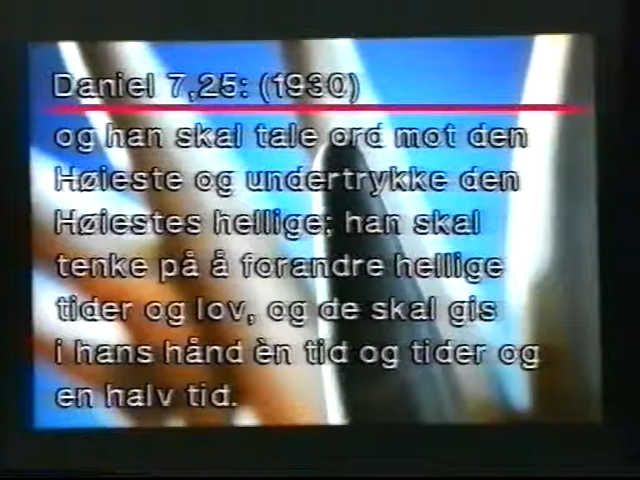 Daniel 7,25: (1930)
og han skal tale ord mot den
Høieste og undertrykke den
Høiestes hellige; han skal
tenke på å forandre hellige
tider og lov, og de skal gis
i hans hånd èn tid og tider og
en halv tid.